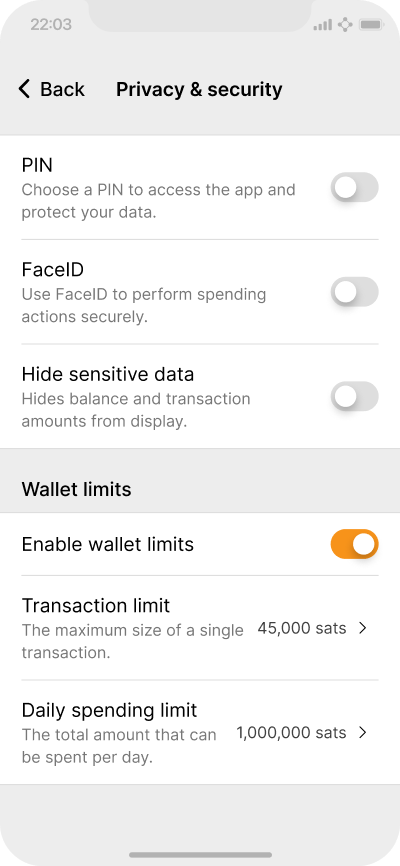 22:03
Back Privacy & security
PIN
Choose a PIN to access the app and
protect your data.
FaceID
Use FaceID to perform spending
actions securely.
Hide sensitive data
Hides balance and transaction
amounts from display.
Wallet limits
Enable wallet limits
Transaction limit
The maximum size of a single
transaction.
45,000 sats
Daily spending limit
The total amount that can
be spent per day.
1,000,000 sats